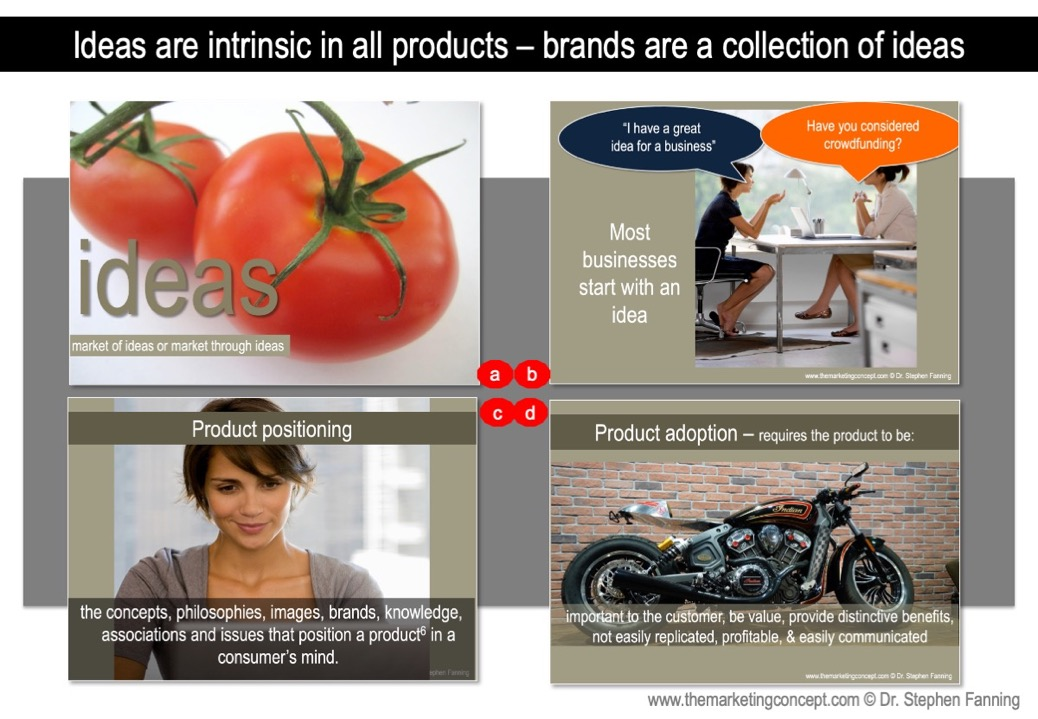 Ideas are intrinsic in all products – brands are a collection of ideas
ideas
market of ideas or market through ideas
"I have a great
idea for a business"
Have you considered
crowdfunding?
Most
businesses
start with an
idea
www.themarketingconcept.com © Dr. Stephen Fanning
a b
c d
Product positioning
the concepts, philosophies, images, brands, knowledge,
associations and issues that position a product⁶ in a
consumer's mind.
Stephen Fanning
Product adoption – requires the product to be:
Indian
important to the customer, be value, provide distinctive benefits,
not easily replicated, profitable, & easily communicated
www.themarketingconcept.com © Dr. Stephen Fanning
www.themarketingconcept.com © Dr. Stephen Fanning